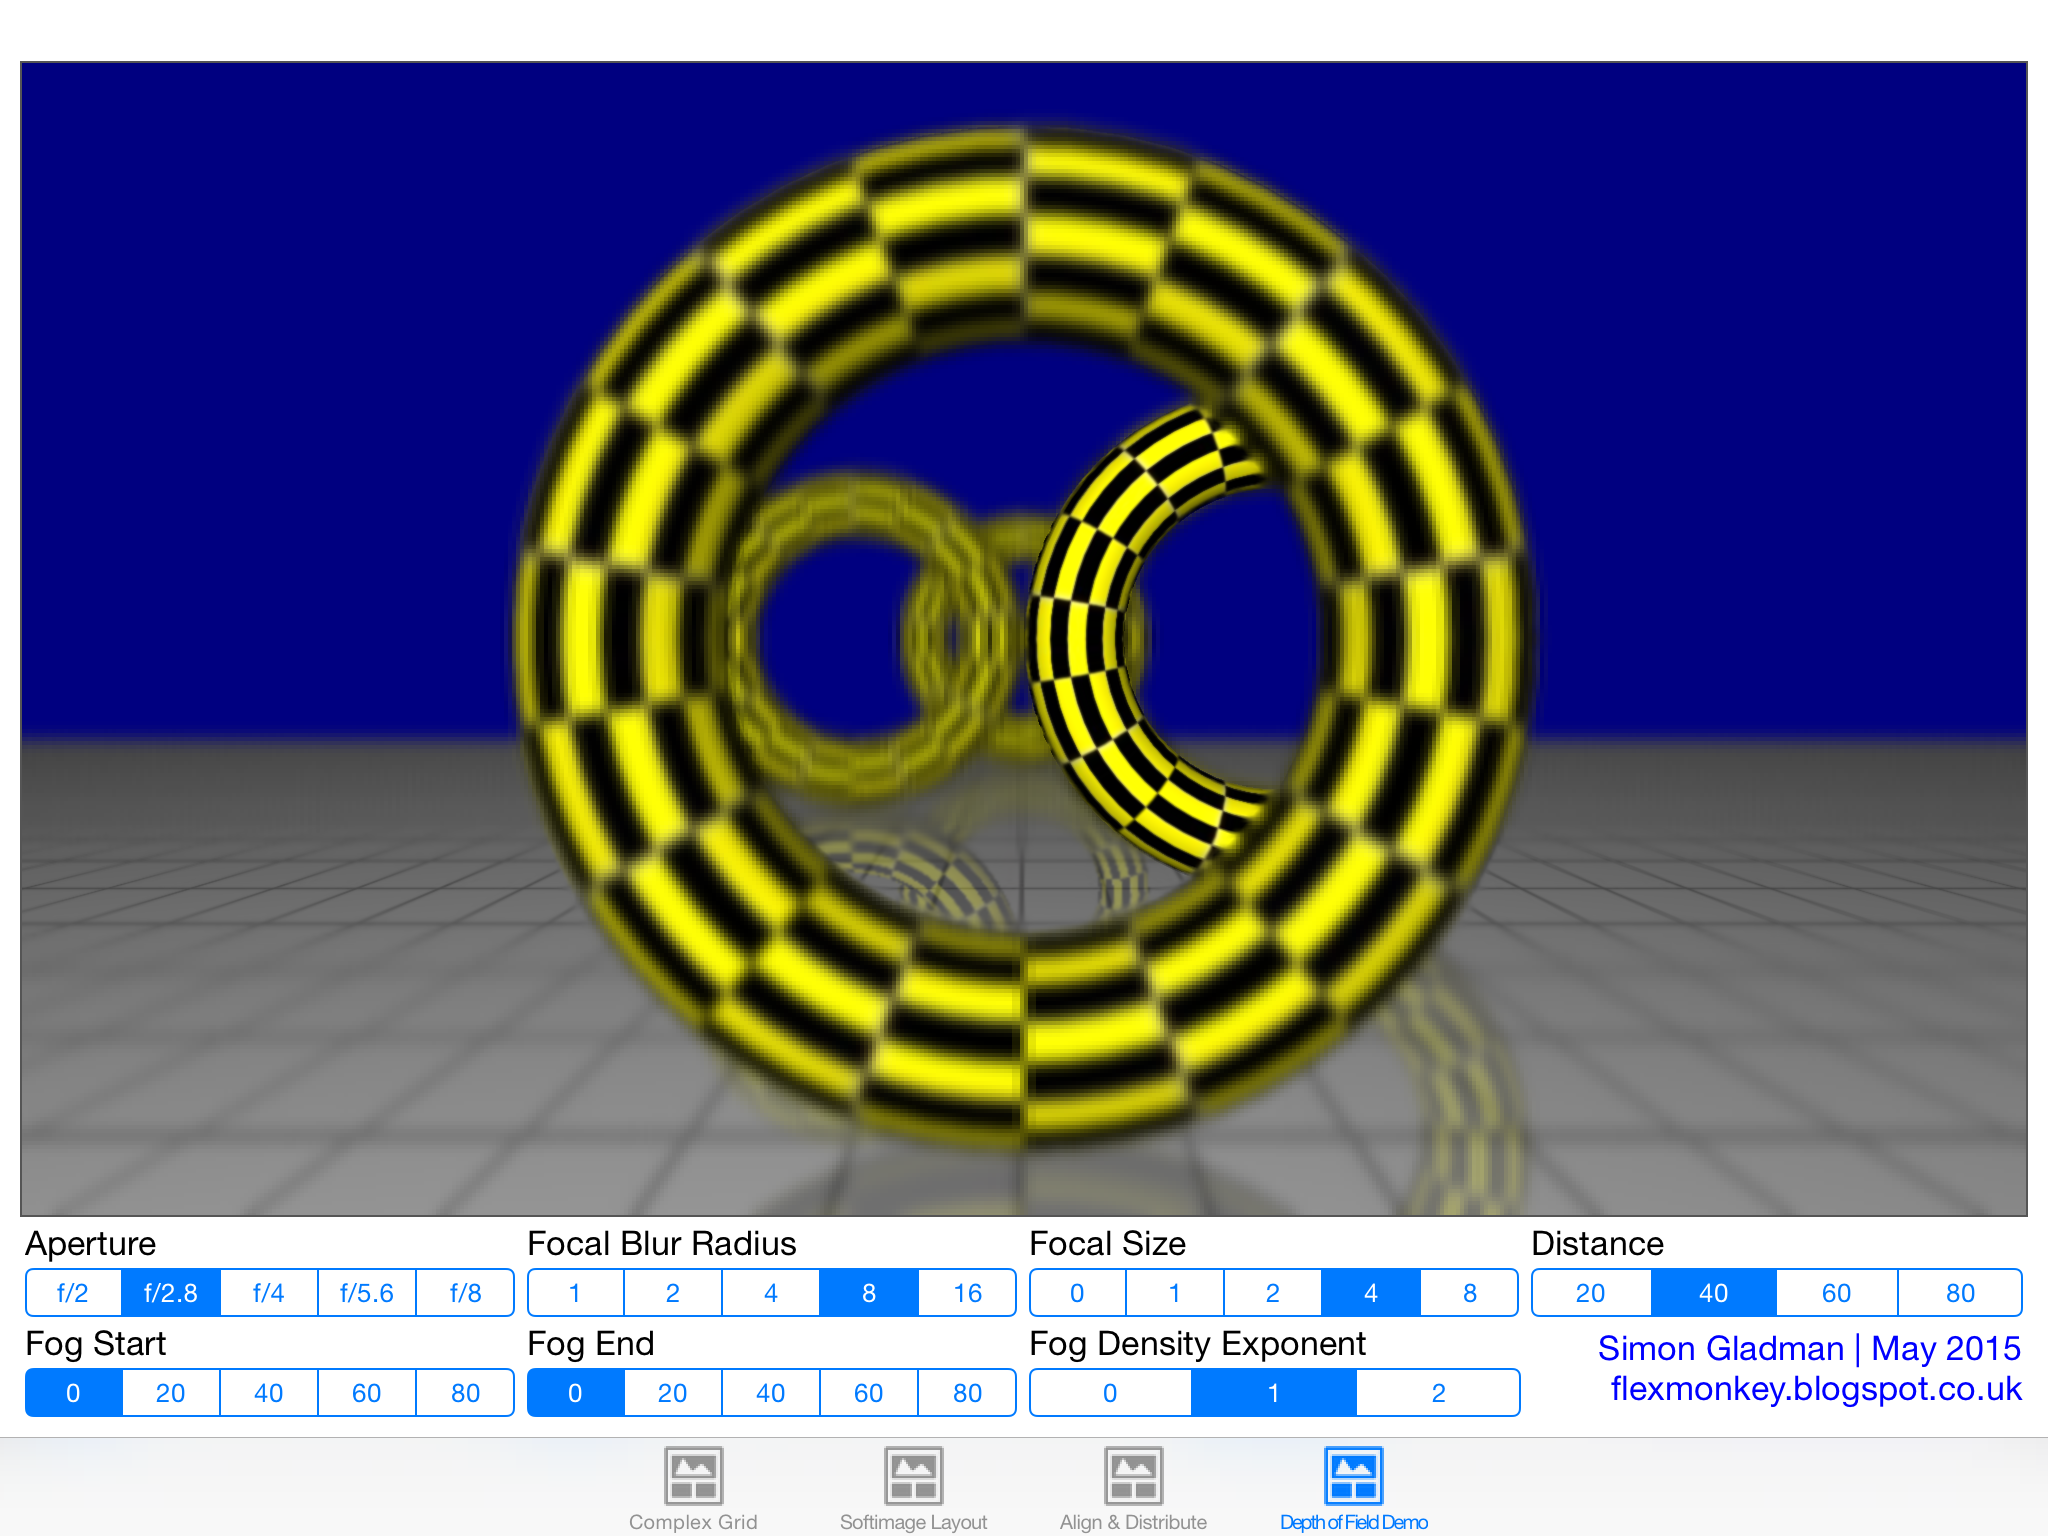 Aperture
f/2 f/2.8 f/4 f/5.6 f/8
Focal Blur Radius
1 2 4 8 16
Focal Size
0 1 2 4 8
Distance
20 40 60 80
Fog Start
0 20 40 60 80
Fog End
0 20 40 60 80
Fog Density Exponent
0 1 2
Simon Gladman | May 2015
flexmonkey.blogspot.co.uk
Complex Grid
Softimage Layout
Align & Distribute
Depth of Field Demo